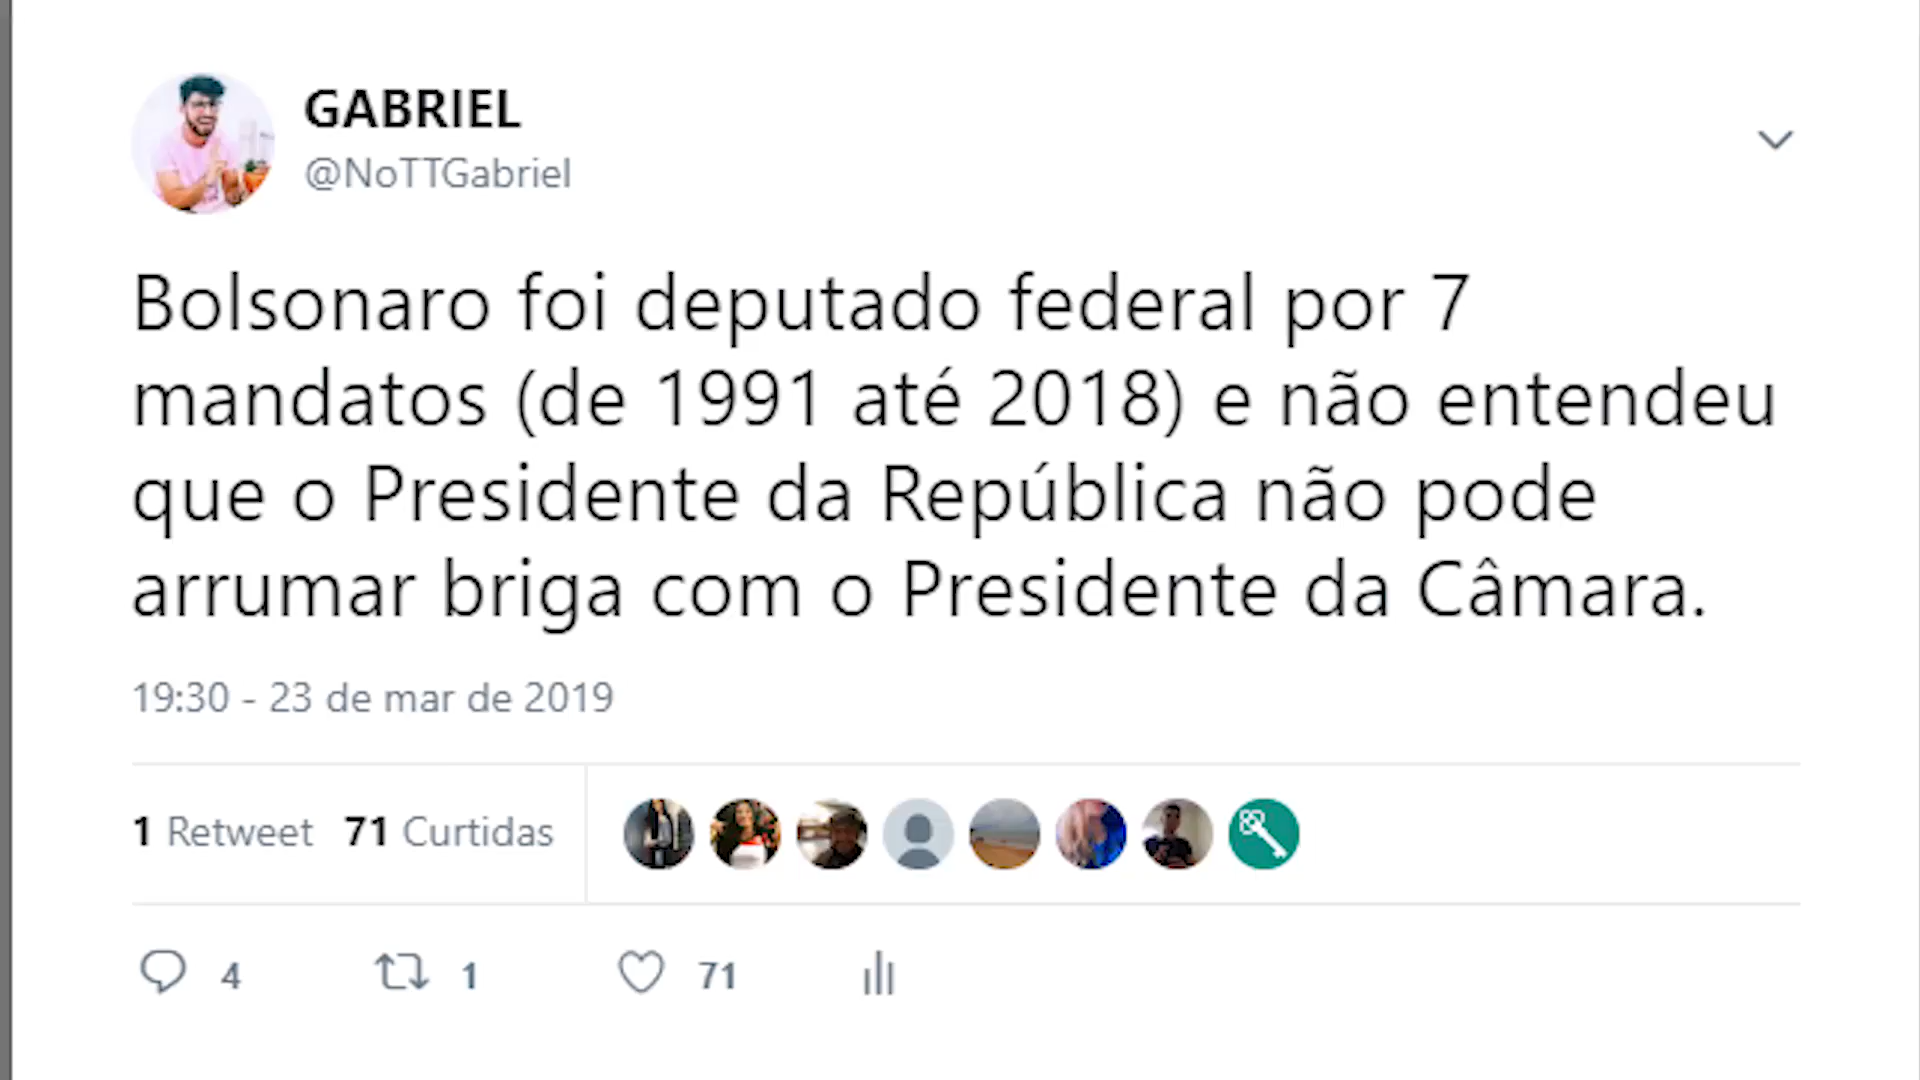 GABRIEL
@NoTTGabriel
Bolsonaro foi deputado federal por 7
mandatos (de 1991 até 2018) e não entendeu
que o Presidente da República não pode
arrumar briga com o Presidente da Câmara.
19:30 - 23 de mar de 2019
1 Retweet 71 Curtidas
4 1 71